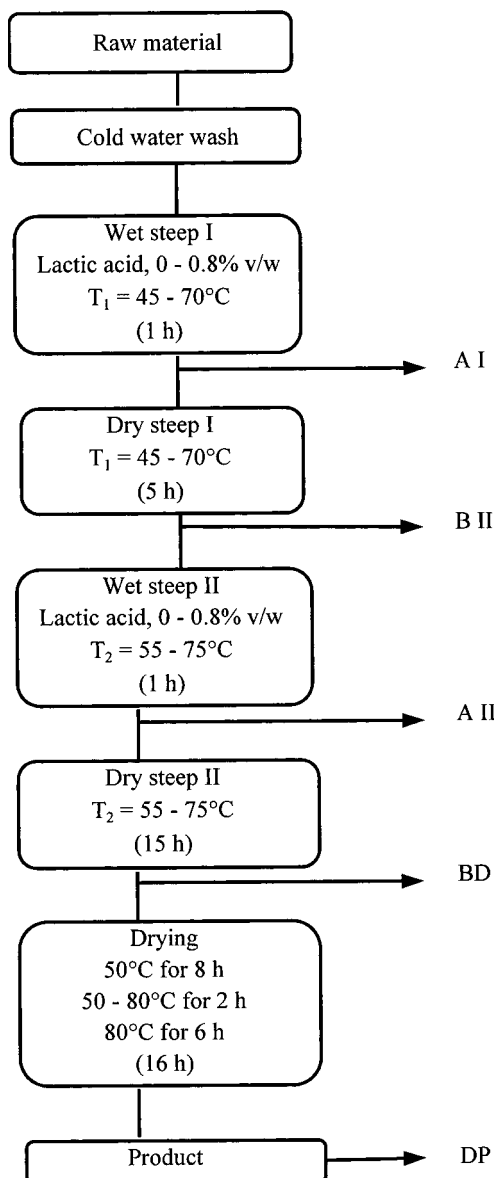 Raw material
Cold water wash
Wet steep I
Lactic acid, 0 - 0.8% v/w
T₁ = 45 - 70°C
(1 h)
A I
Dry steep I
T₁ = 45 - 70°C
(5 h)
B II
Wet steep II
Lactic acid, 0 - 0.8% v/w
T₂ = 55 - 75°C
(1 h)
A II
Dry steep II
T₂ = 55 - 75°C
(15 h)
BD
Drying
50°C for 8 h
50 - 80°C for 2 h
80°C for 6 h
(16 h)
Product
DP